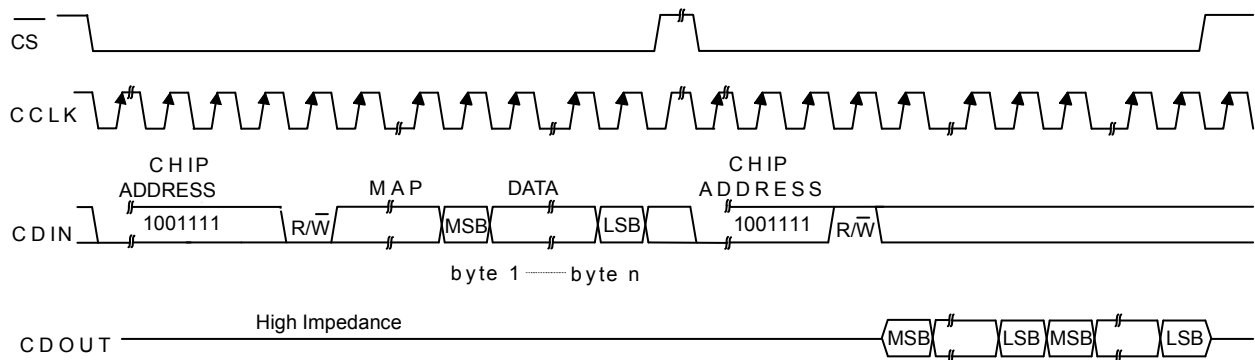 CS
CCLK
CHIP ADDRESS
MAP
DATA
CHIP ADDRESS
CDIN
1001111
R/W
MSB
LSB
1001111
R/W
byte 1 ........ byte n
High Impedance
CDOUT
MSB
LSB
MSB
LSB